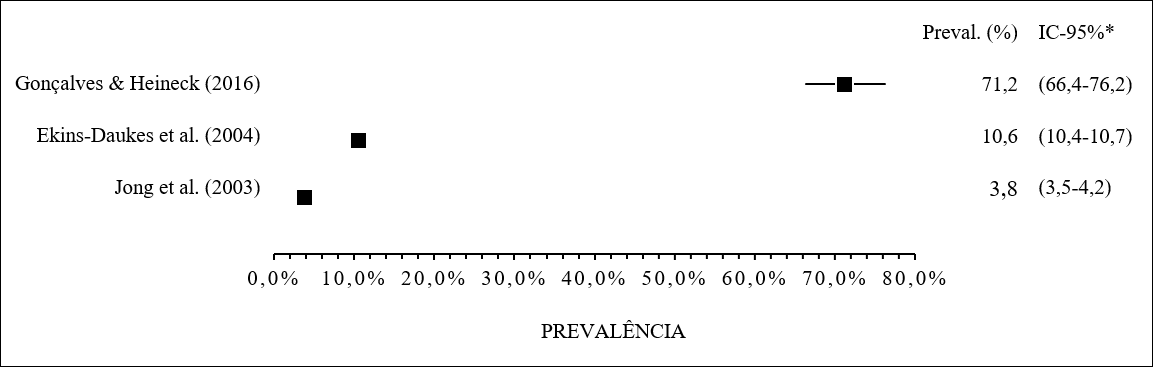 Preval. (%) IC-95%*
Gonçalves & Heineck (2016) 71,2 (66,4-76,2)
Ekins-Daukes et al. (2004) 10,6 (10,4-10,7)
Jong et al. (2003) 3,8 (3,5-4,2)
0,0% 10,0% 20,0% 30,0% 40,0% 50,0% 60,0% 70,0% 80,0%
PREVALÊNCIA